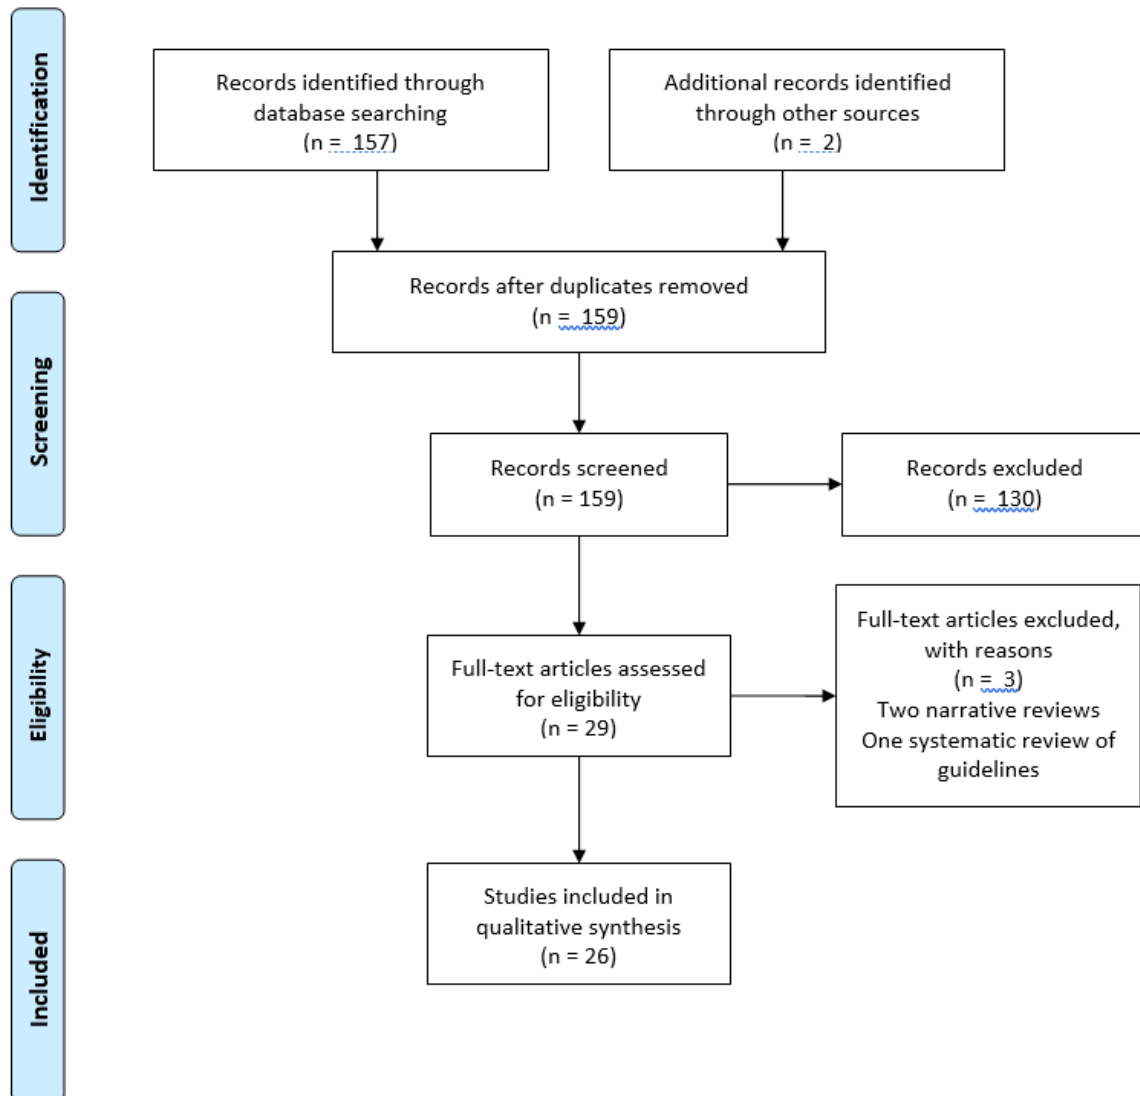 Identification
Records identified through
database searching
(n = 157)
Additional records identified
through other sources
(n = 2)
Records after duplicates removed
(n = 159)
Screening
Records screened
(n = 159)
Records excluded
(n = 130)
Eligibility
Full-text articles assessed
for eligibility
(n = 29)
Full-text articles excluded,
with reasons
(n = 3)
Two narrative reviews
One systematic review of
guidelines
Included
Studies included in
qualitative synthesis
(n = 26)